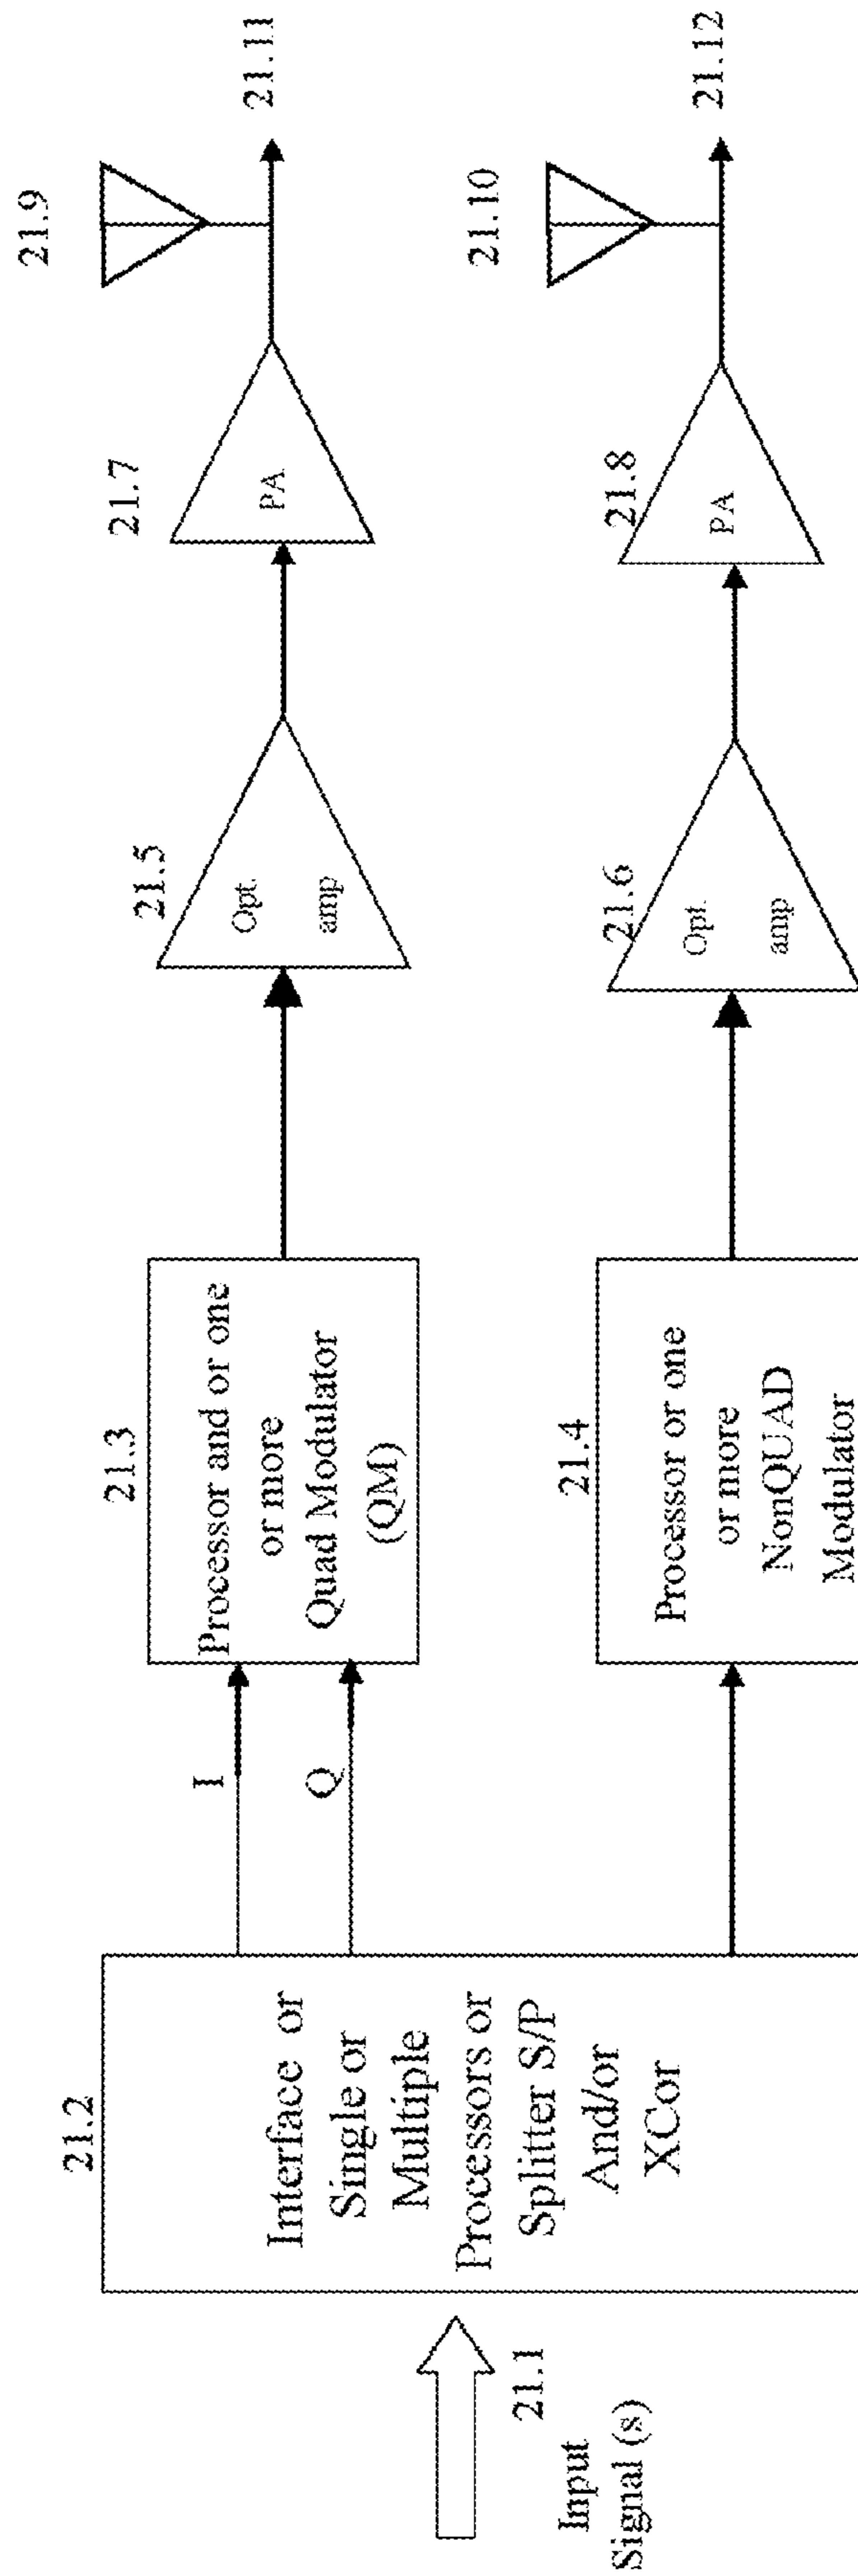 21.1
Input
Signal (s)
21.2
Interface or
Single or
Multiple
Processors or
Splitter S/P
And/or
XCor
I
Q
21.3
Processor and or one
or more
Quad Modulator
(QM)
21.5
Opt.
amp
21.7
PA
21.9
21.11
21.4
Processor or one
or more
NonQUAD
Modulator
21.6
Opt.
amp
21.8
PA
21.10
21.12